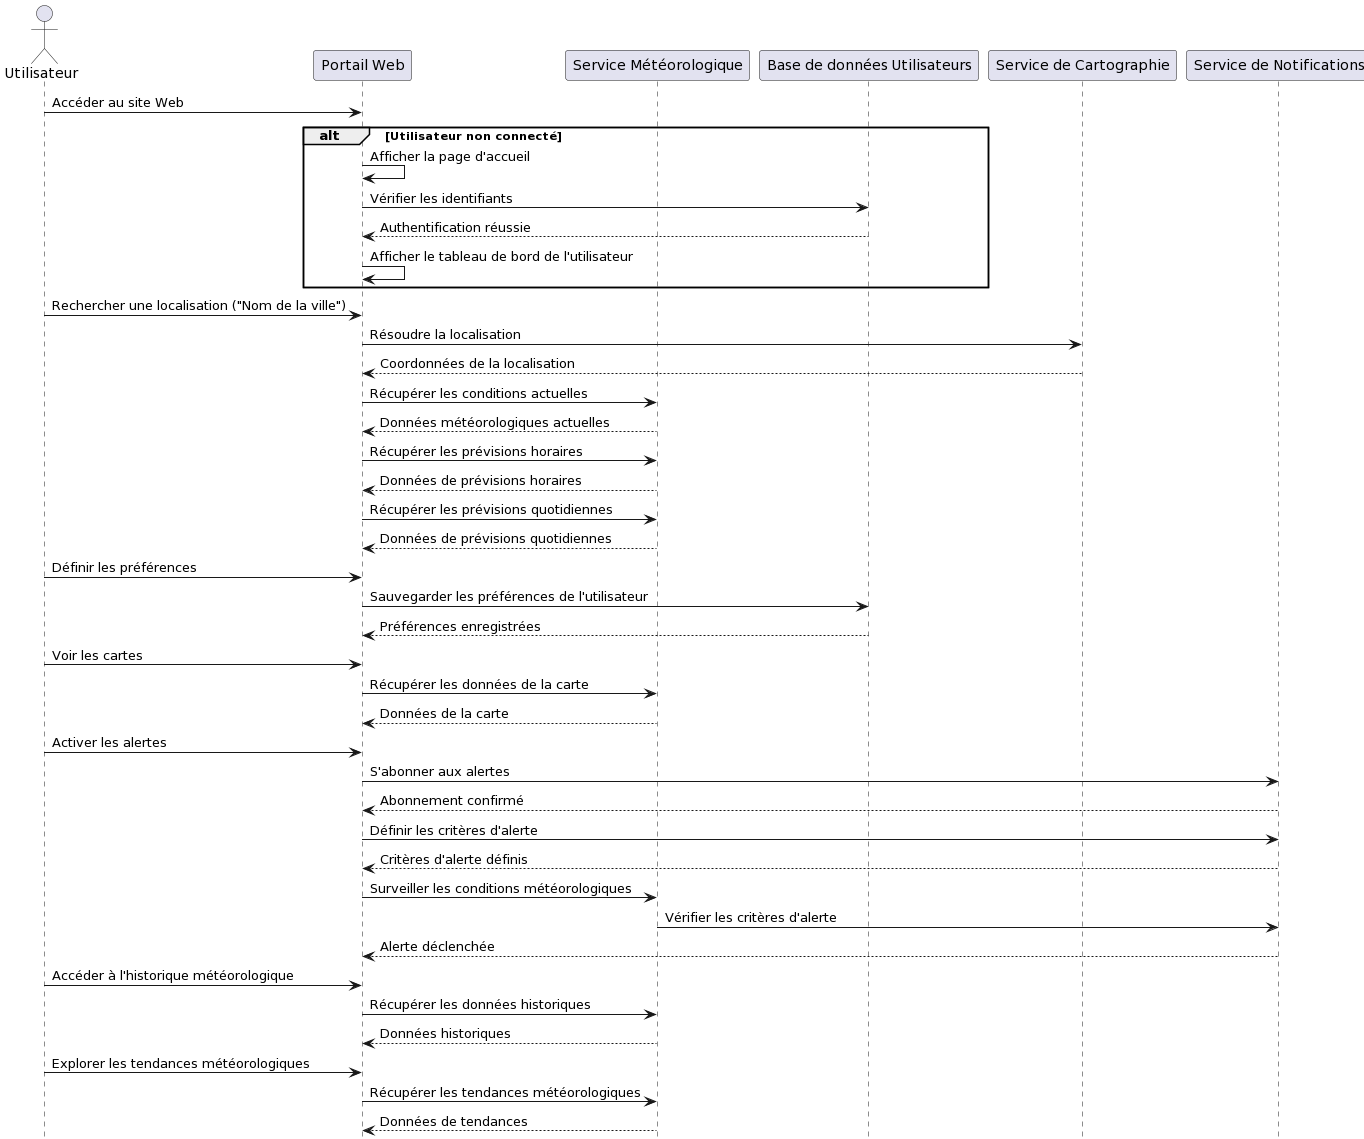 Utilisateur
Portail Web
Service Météorologique
Base de données Utilisateurs
Service de Cartographie
Service de Notifications
Accéder au site Web
alt
[Utilisateur non connecté]
Afficher la page d'accueil
Vérifier les identifiants
Authentification réussie
Afficher le tableau de bord de l'utilisateur
Rechercher une localisation ("Nom de la ville")
Résoudre la localisation
Coordonnées de la localisation
Récupérer les conditions actuelles
Données météorologiques actuelles
Récupérer les prévisions horaires
Données de prévisions horaires
Récupérer les prévisions quotidiennes
Données de prévisions quotidiennes
Définir les préférences
Sauvegarder les préférences de l'utilisateur
Préférences enregistrées
Voir les cartes
Récupérer les données de la carte
Données de la carte
Activer les alertes
S'abonner aux alertes
Abonnement confirmé
Définir les critères d'alerte
Critères d'alerte définis
Surveiller les conditions météorologiques
Vérifier les critères d'alerte
Alerte déclenchée
Accéder à l'historique météorologique
Récupérer les données historiques
Données historiques
Explorer les tendances météorologiques
Récupérer les tendances météorologiques
Données de tendances